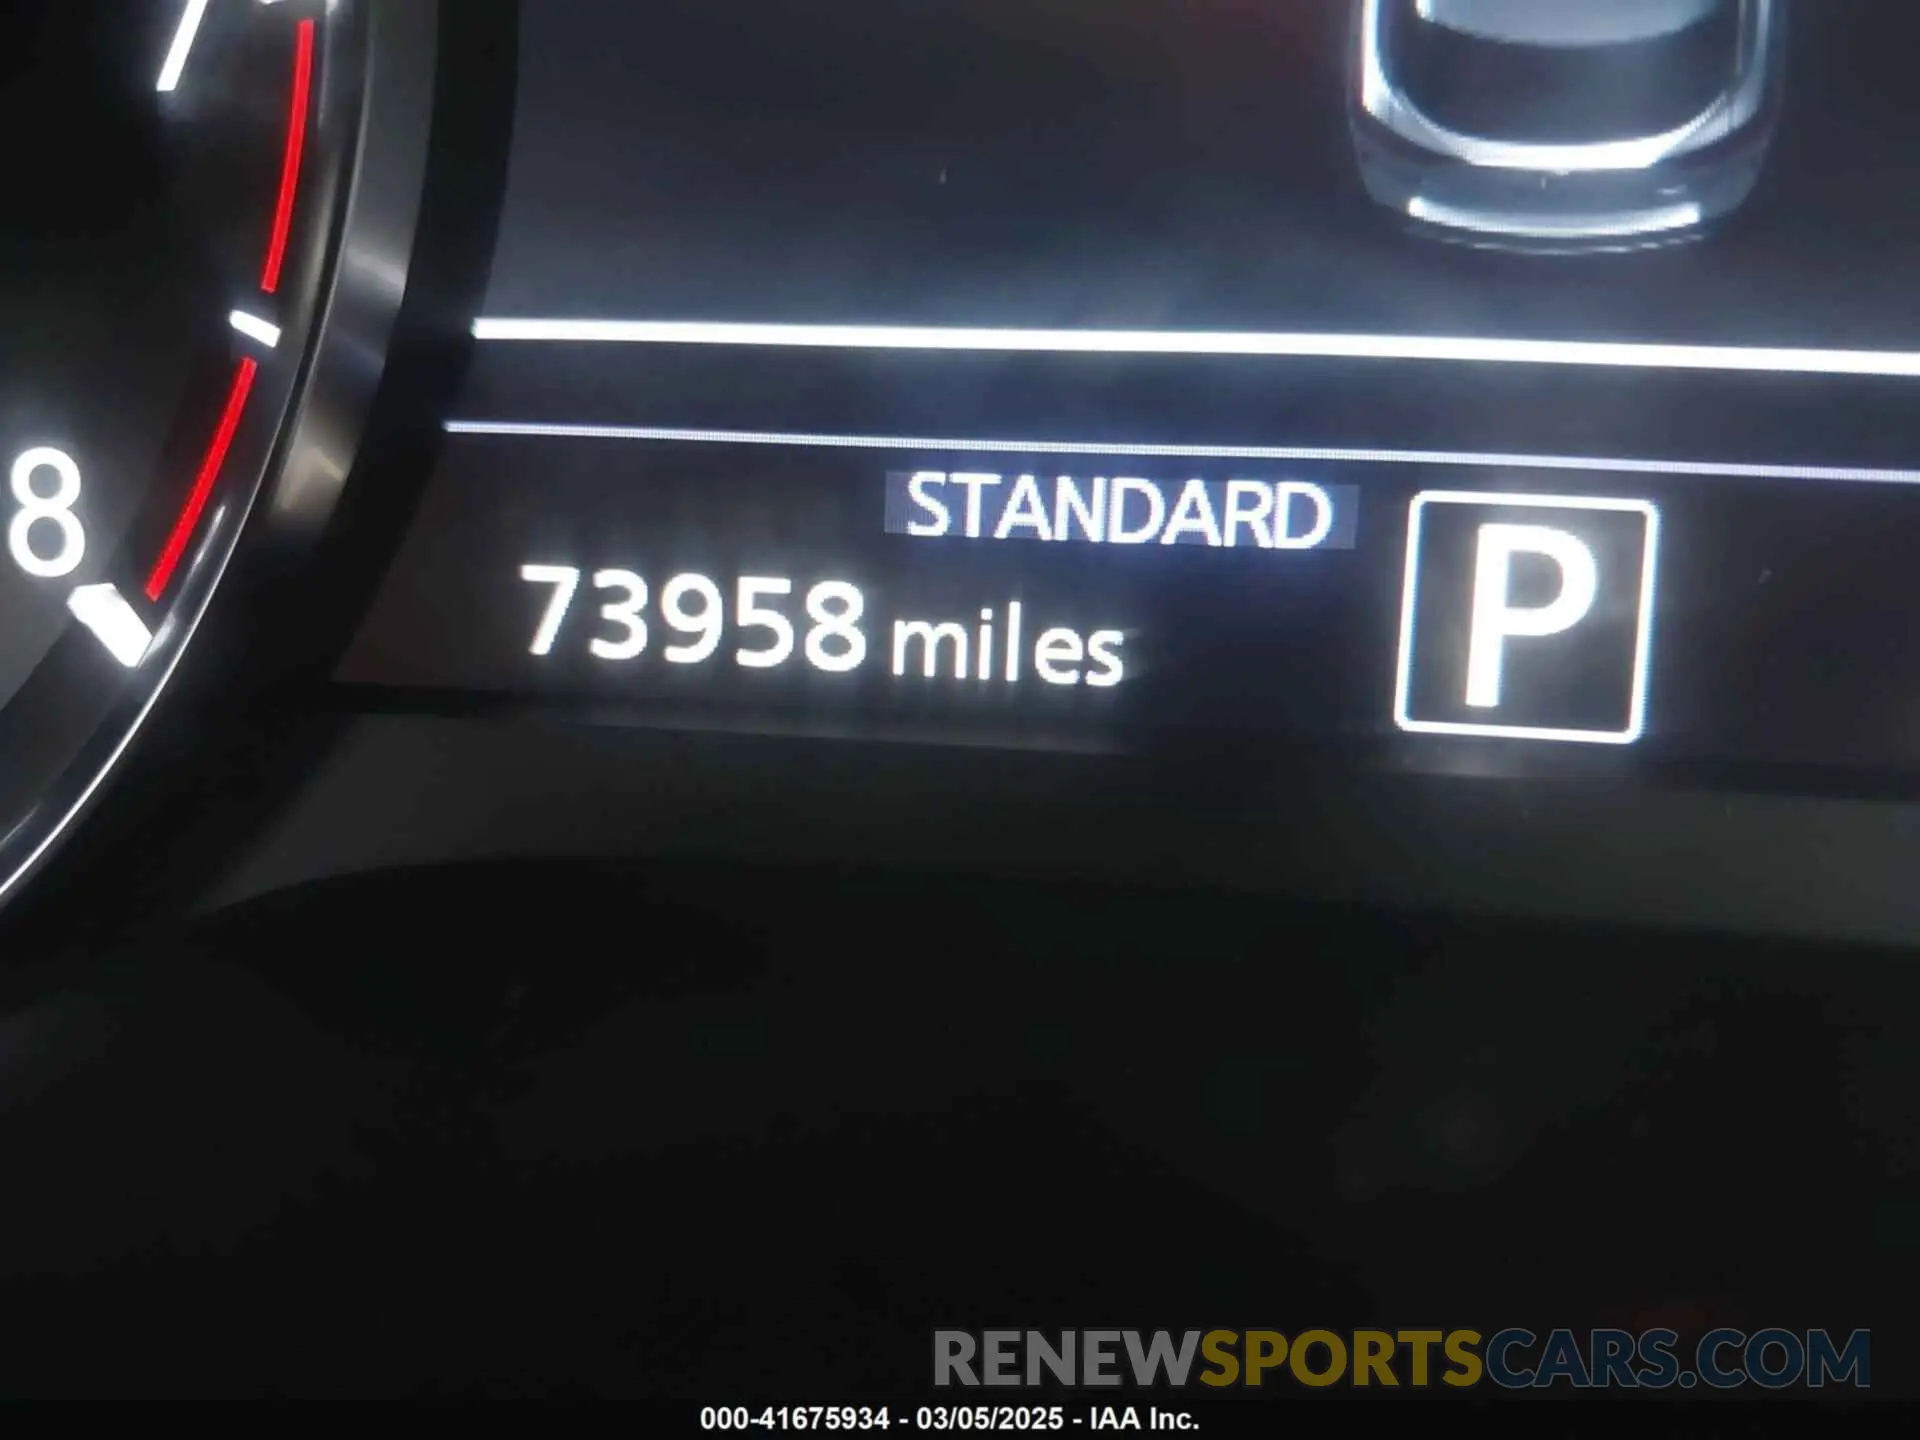 8
STANDARD
73958 miles
P
RENEWSPORTSCARS.COM
000-41675934 - 03/05/2025 - IAA Inc.